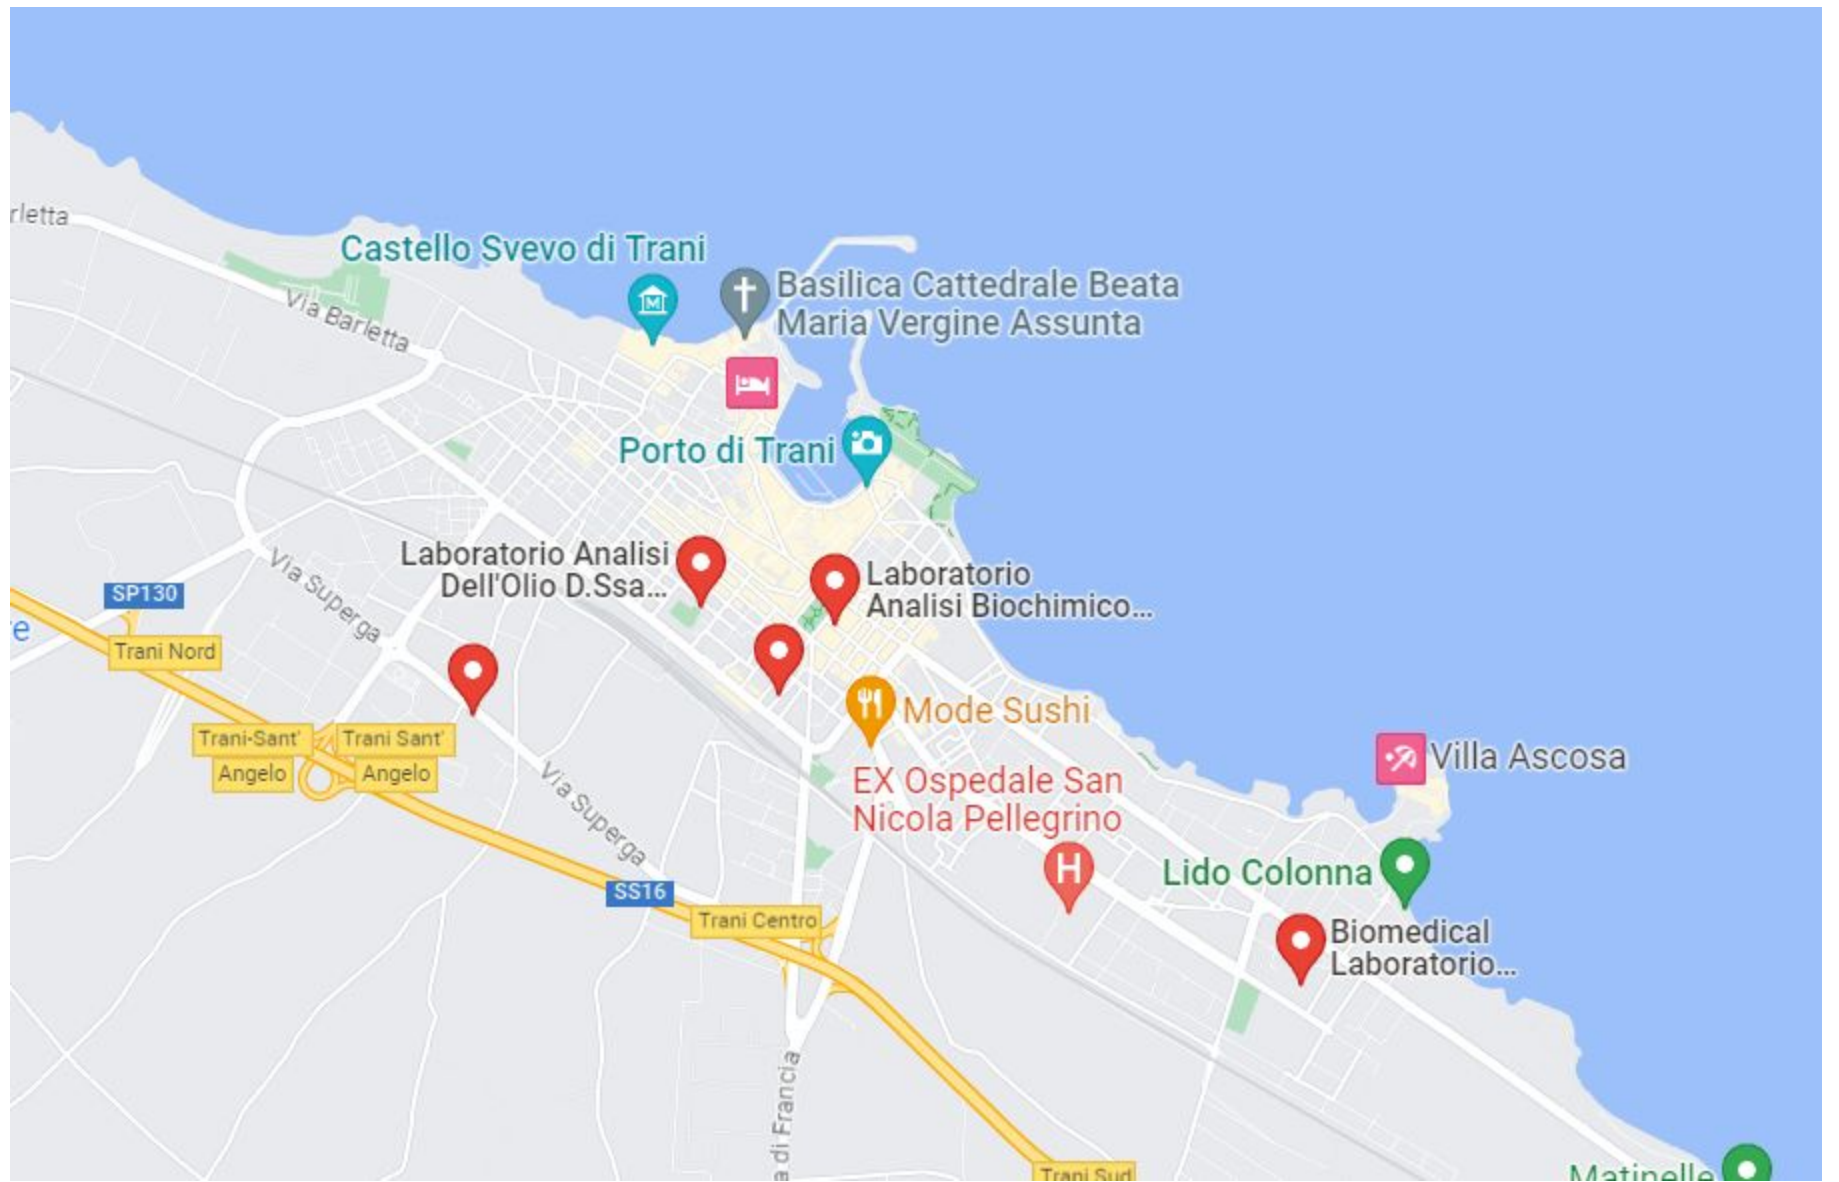 rletta
Castello Svevo di Trani
Basilica Cattedrale Beata
Maria Vergine Assunta
Via Barletta
Porto di Trani
Laboratorio Analisi
Dell'Olio D.Ssa...
Laboratorio
Analisi Biochimico...
Via Superga
SP130
e
Trani Nord
Mode Sushi
Trani-Sant'
Angelo
Trani Sant'
Angelo
Villa Ascosa
Via Superga
EX Ospedale San
Nicola Pellegrino
H
Lido Colonna
SS16
Trani Centro
Biomedical
Laboratorio...
a di Francia
Trani Sud
Matinelle